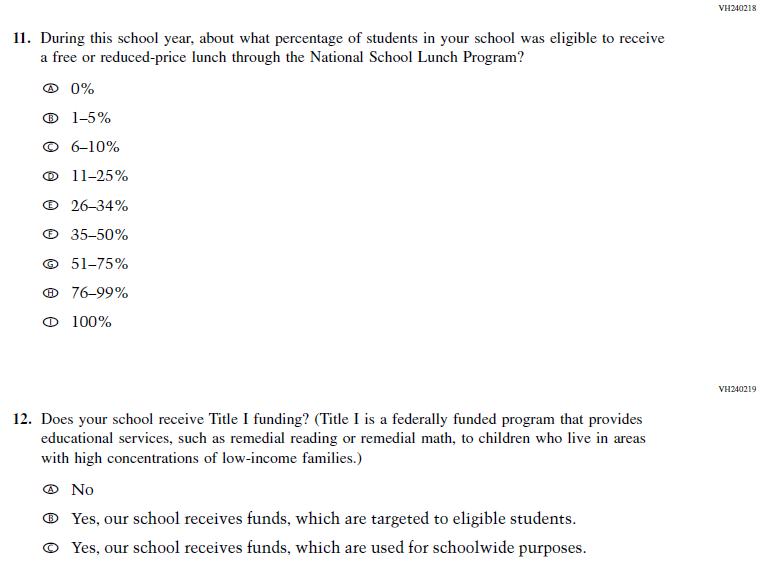 VH240218
11. During this school year, about what percentage of students in your school was eligible to receive
a free or reduced-price lunch through the National School Lunch Program?
Ⓐ 0%
Ⓑ 1–5%
Ⓒ 6–10%
Ⓓ 11–25%
Ⓔ 26–34%
Ⓕ 35–50%
Ⓖ 51–75%
Ⓗ 76–99%
Ⓘ 100%
VH240219
12. Does your school receive Title I funding? (Title I is a federally funded program that provides
educational services, such as remedial reading or remedial math, to children who live in areas
with high concentrations of low-income families.)
Ⓐ No
Ⓑ Yes, our school receives funds, which are targeted to eligible students.
Ⓒ Yes, our school receives funds, which are used for schoolwide purposes.